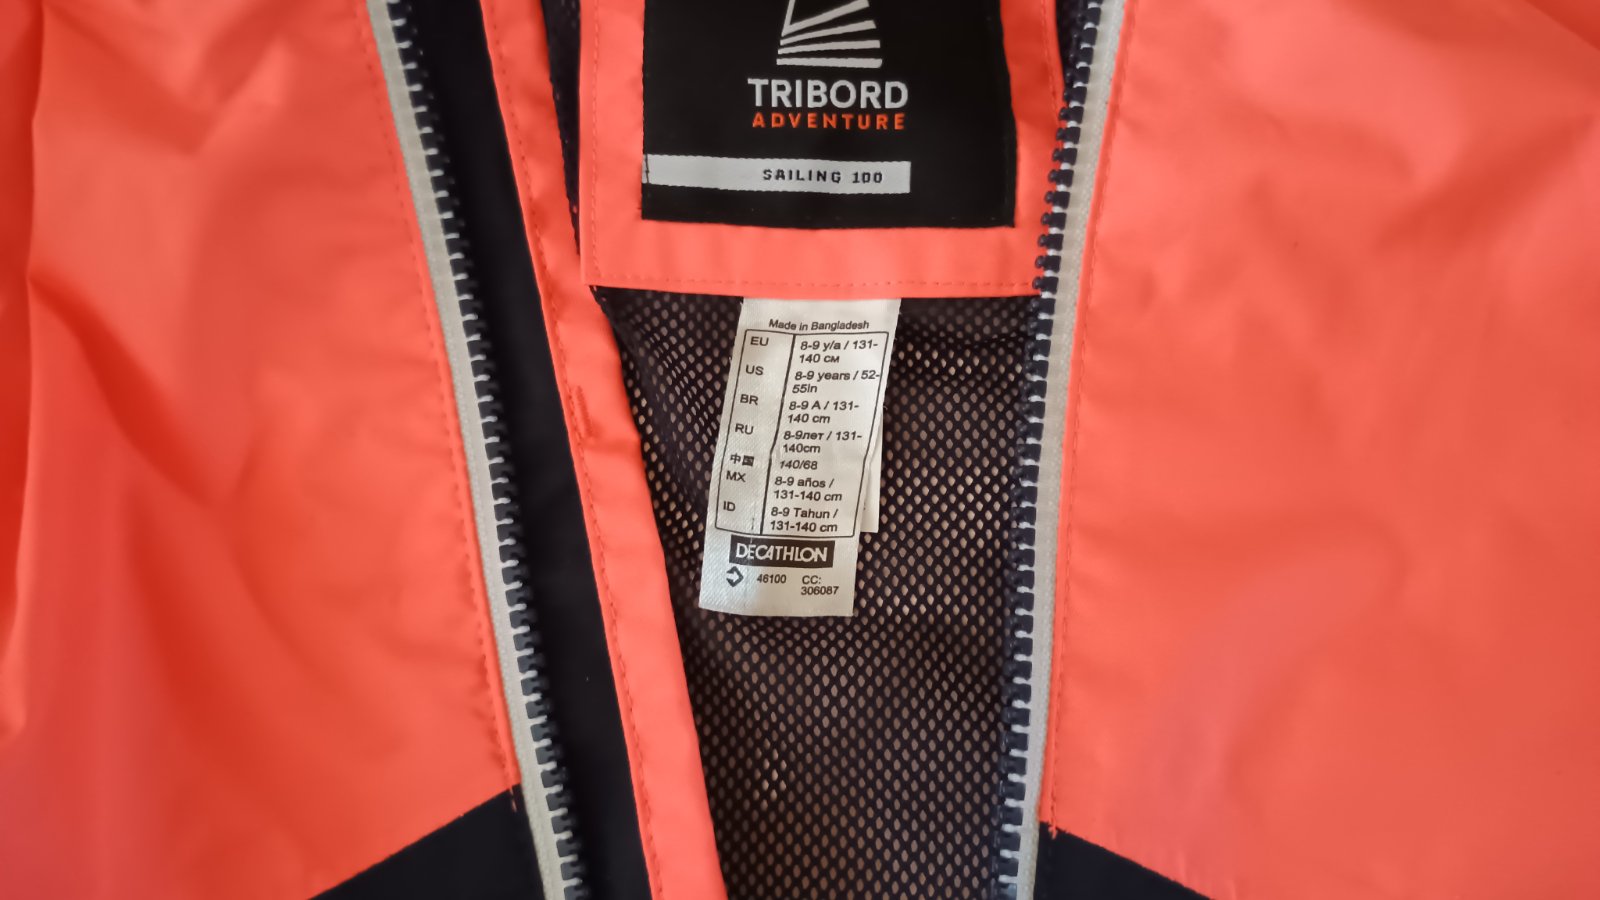 TRIBORD
ADVENTURE
SAILING 100
Made in Bangladesh
EU 8-9 y/a / 131-
140 см
US 8-9 years / 52-
55in
BR 8-9 A / 131-
140 cm
RU 8-9лет / 131-
140cm
中国 140/68
MX 8-9 años /
131-140 cm
ID 8-9 Tahun /
131-140 cm
DECATHLON
46100 CC:
306087